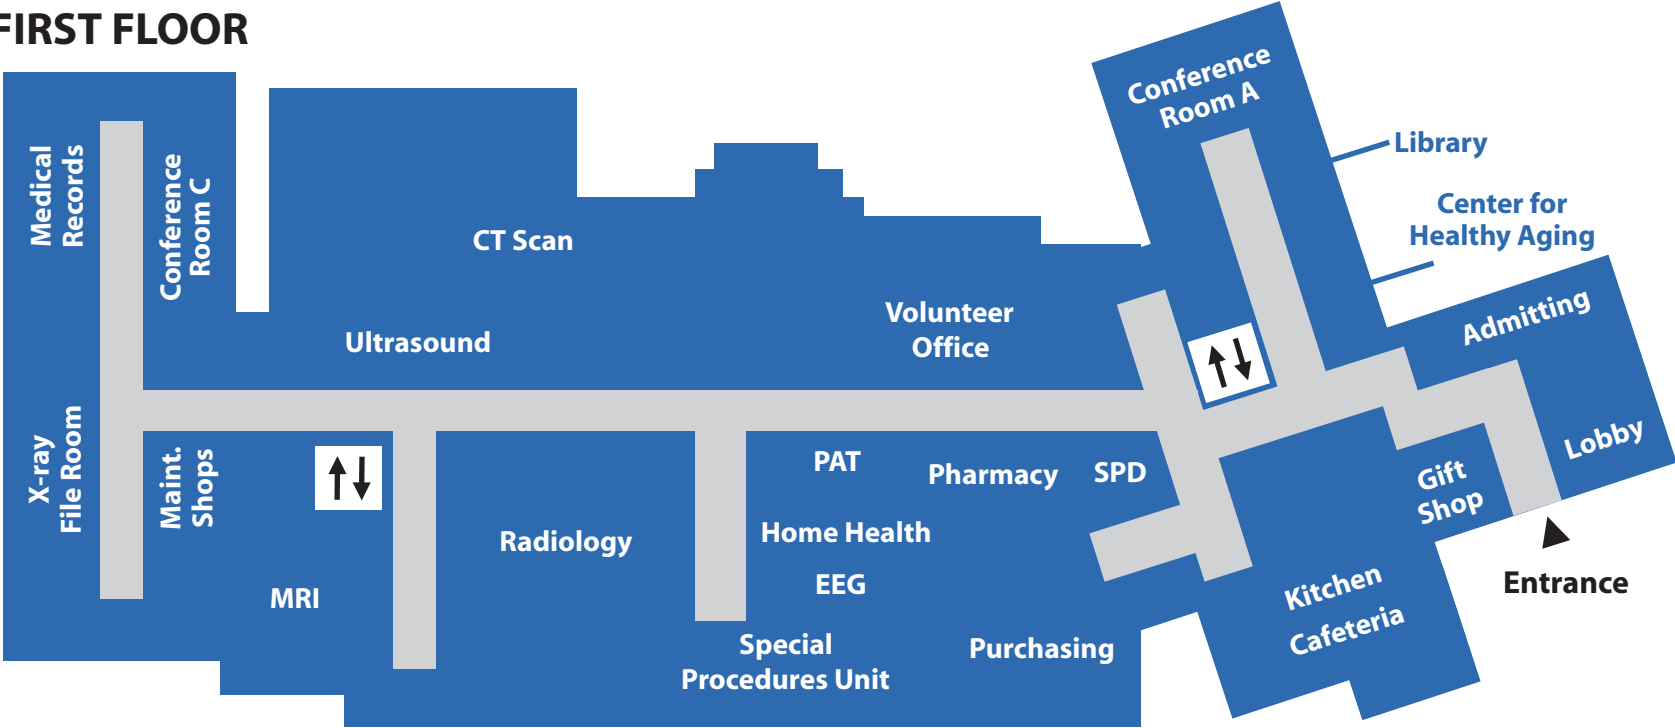 FIRST FLOOR
Medical
Records
Conference
Room C
CT Scan
Ultrasound
Volunteer
Office
Conference
Room A
Library
Center for
Healthy Aging
Admitting
Lobby
Gift
Shop
Entrance
X-ray
File Room
Maint.
Shops
MRI
Radiology
PAT
Pharmacy
SPD
Home Health
EEG
Special
Procedures Unit
Purchasing
Kitchen
Cafeteria